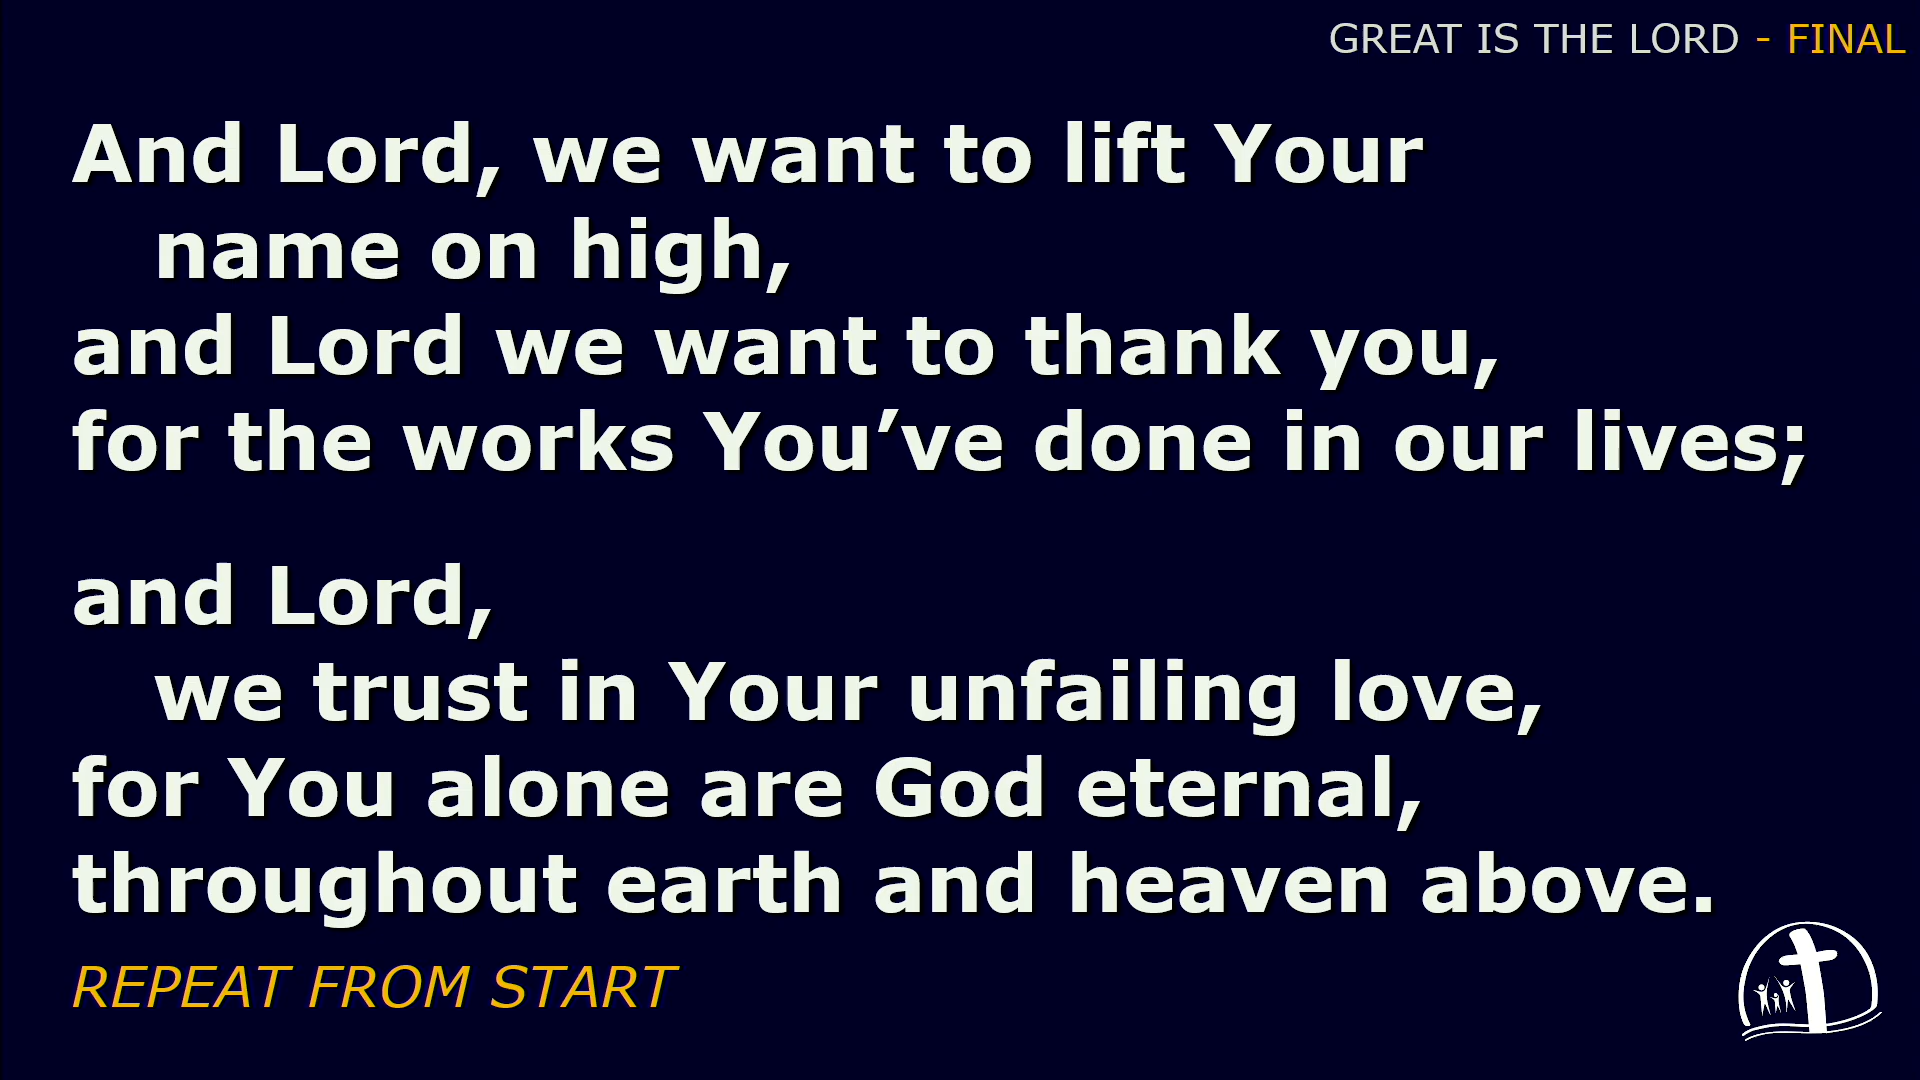 GREAT IS THE LORD - FINAL
And Lord, we want to lift Your
name on high,
and Lord we want to thank you,
for the works You’ve done in our lives;
and Lord,
we trust in Your unfailing love,
for You alone are God eternal,
throughout earth and heaven above.
REPEAT FROM START